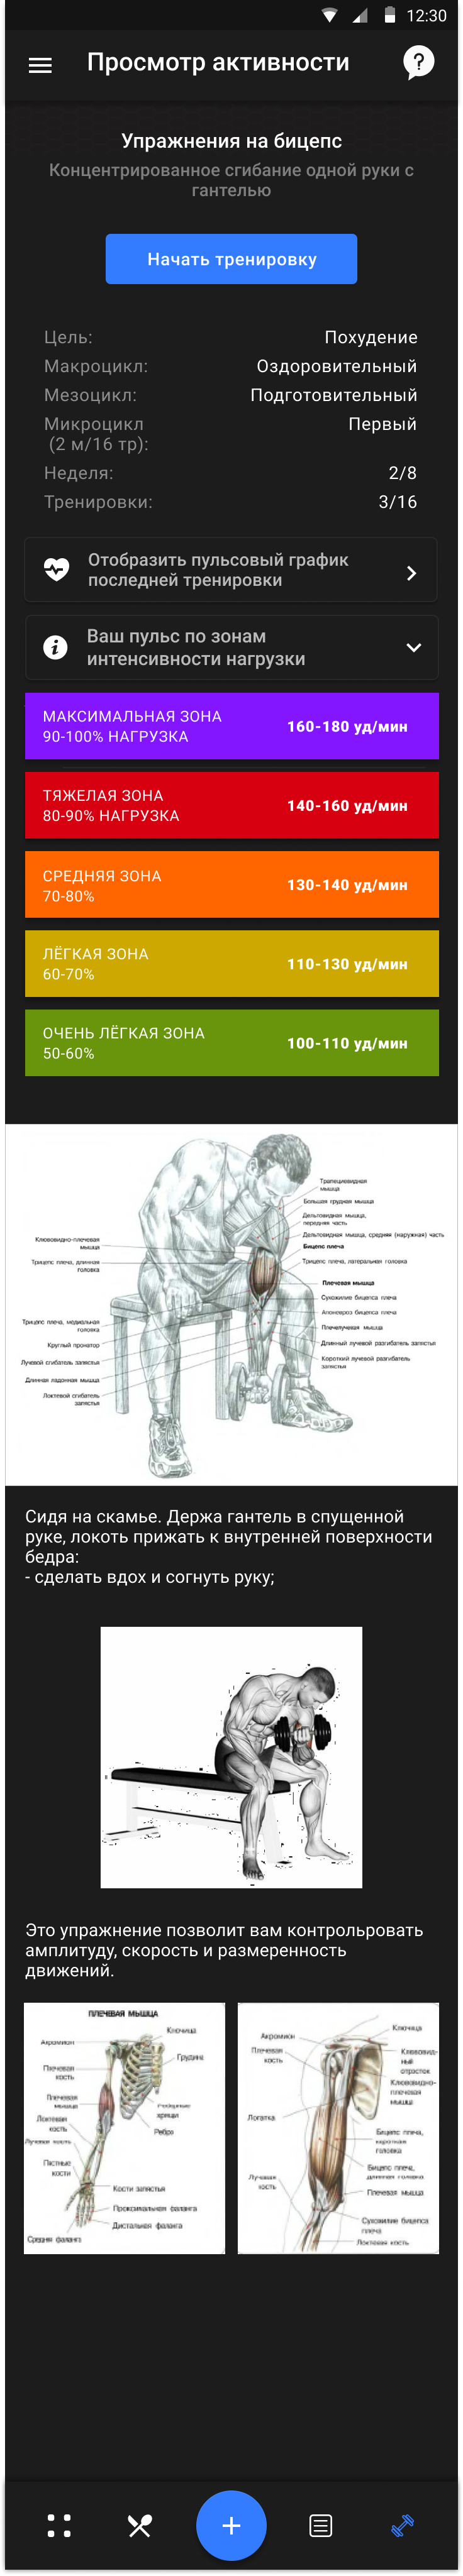 12:30
Просмотр активности
Упражнения на бицепс
Концентрированное сгибание одной руки с
гантелью
Начать тренировку
Цель: Похудение
Макроцикл: Оздоровительный
Мезоцикл: Подготовительный
Микроцикл Первый
(2 м/16 тр):
Неделя: 2/8
Тренировки: 3/16
Отобразить пульсовый график
последней тренировки
Ваш пульс по зонам
интенсивности нагрузки
МАКСИМАЛЬНАЯ ЗОНА
90-100% НАГРУЗКА
160-180 уд/мин
ТЯЖЕЛАЯ ЗОНА
80-90% НАГРУЗКА
140-160 уд/мин
СРЕДНЯЯ ЗОНА
70-80%
130-140 уд/мин
ЛЁГКАЯ ЗОНА
60-70%
110-130 уд/мин
ОЧЕНЬ ЛЁГКАЯ ЗОНА
50-60%
100-110 уд/мин
Клювовидно-плечевая
мышца
Трицепс плеча, длинная
головка
Трицепс плеча, медиальная
головка
Круглый пронатор
Лучевой сгибатель запястья
Длинная ладонная мышца
Локтевой сгибатель
запястья
Трапециевидная
мышца
Большая грудная мышца
Дельтовидная мышца,
передняя часть
Дельтовидная мышца, средняя (наружная) часть
Бицепс плеча
Трицепс плеча, латеральная головка
Плечевая мышца
Сухожилие бицепса плеча
Апоневроз бицепса плеча
Плечелучевая мышца
Длинный лучевой разгибатель запястья
Короткий лучевой разгибатель
запястья
Сидя на скамье. Держа гантель в спущенной
руке, локоть прижать к внутренней поверхности
бедра:
- сделать вдох и согнуть руку;
Это упражнение позволит вам контрольровать
амплитуду, скорость и размеренность
движений.
ПЛЕЧЕВАЯ МЫШЦА
Акромион
Плечевая
кость
Плечевая
мышца
Локтевая
кость
Лучевая кость
Пястные
кости
Средняя фаланга
Ключица
Грудина
хрящи
Ребро
Кости запястья
Проксимальная фаланга
Дистальная фаланга
Акромион
Плечевая
кость
Лопатка
Лучевая
кость
Ключица
Клововид-
ный
отросток
Клювовидно-
плечевая
мышца
Бицепс плеча,
короткая
головка
Бицепс плеча,
длинная головка
Плечевая мышца
Сухожилие бицепса
плеча
Локтевая кость